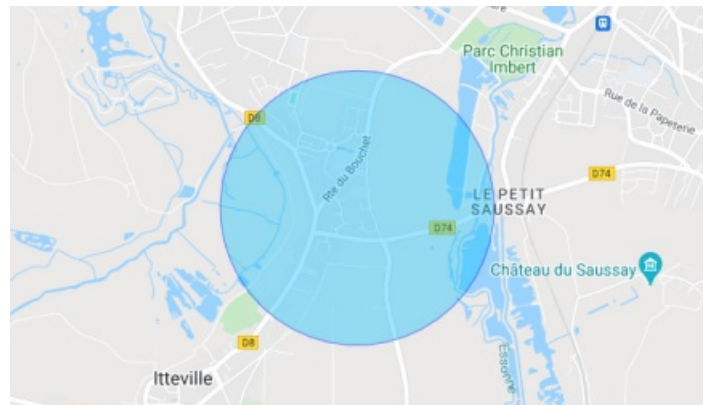 Parc Christian
Imbert
Rue de la Papeterie
D8
Rte du Bouchet
D74
LE PETIT
SAUSSAY
D74
Château du Saussay
D8
Essonne
Itteville